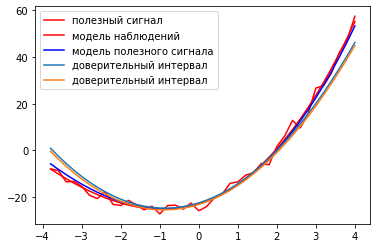 60
40
20
0
−20
−4
−3
−2
−1
0
1
2
3
4
полезный сигнал
модель наблюдений
модель полезного сигнала
доверительный интервал
доверительный интервал